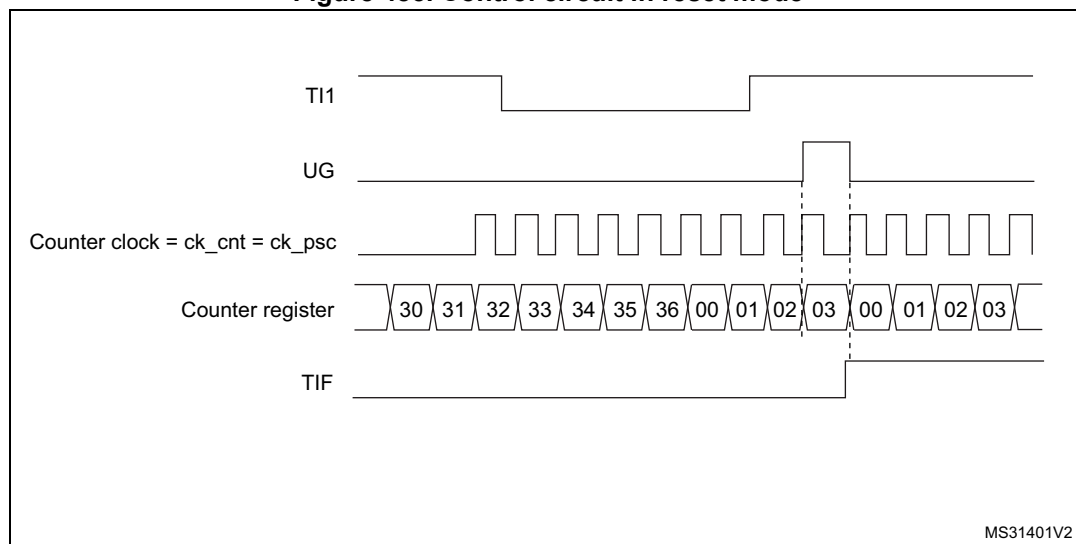 Figure Control circuit in reset mode
TI1
UG
Counter clock = ck_cnt = ck_psc
Counter register 30 31 32 33 34 35 36 00 01 02 03 00 01 02 03
TIF
MS31401V2